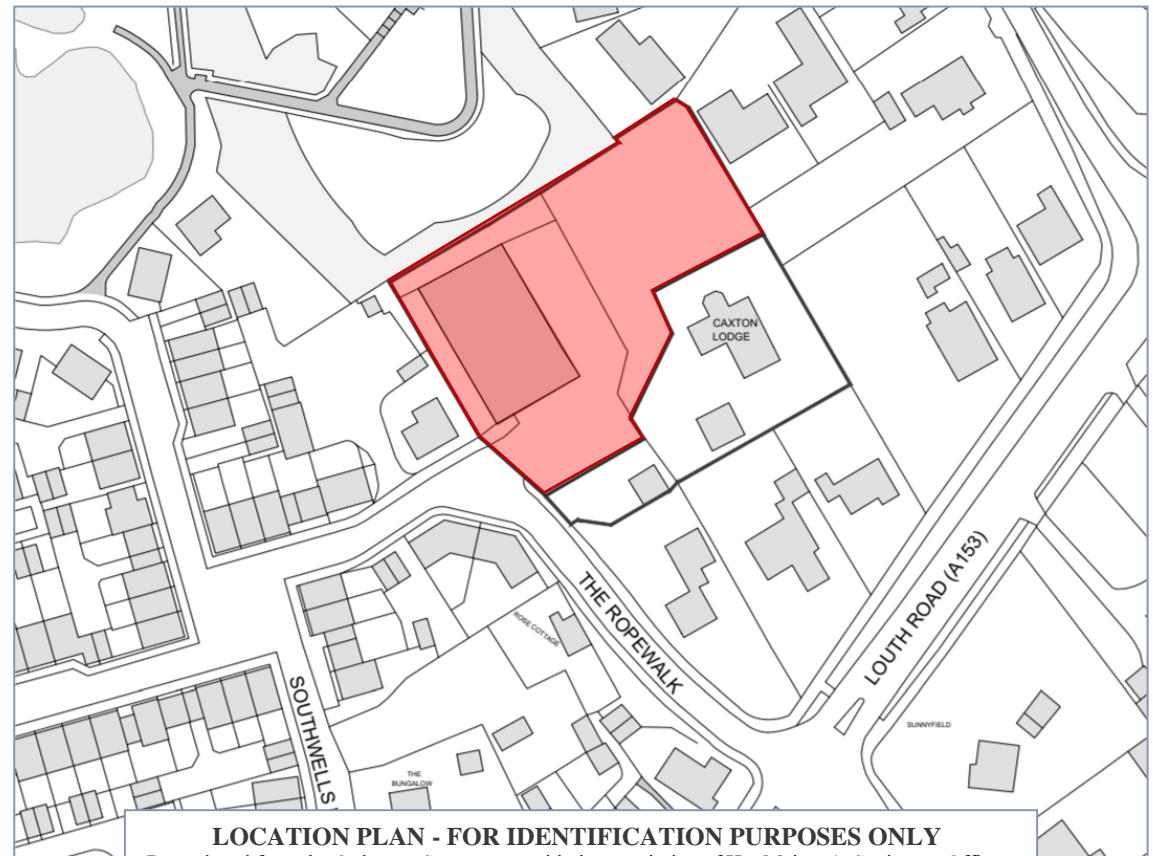 CAXTON
LODGE
THE ROPEWALK
LOUTH ROAD (A153)
ROSE COTTAGE
SOUTHWELLS
SUNNYFIELD
THE
BUNGALOW
LOCATION PLAN - FOR IDENTIFICATION PURPOSES ONLY